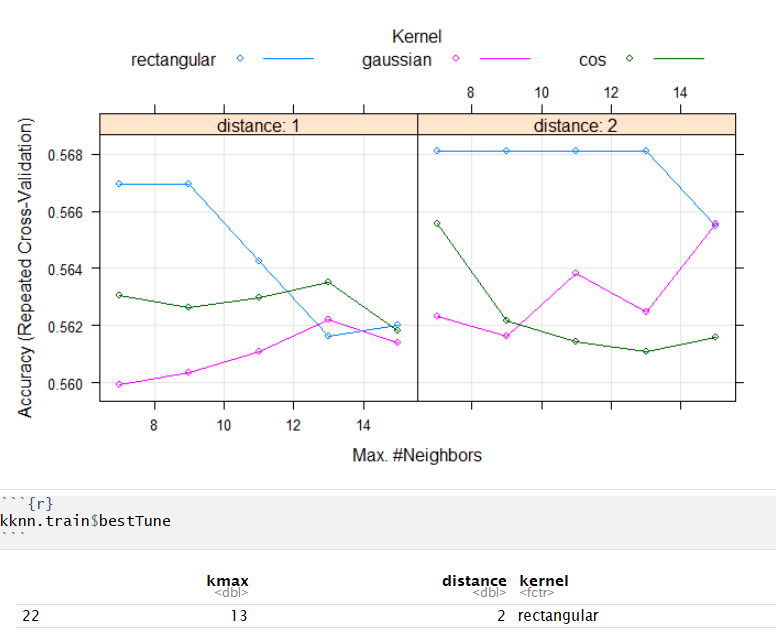 Kernel
rectangular gaussian cos
8 10 12 14
distance: 1 distance: 2
Accuracy (Repeated Cross-Validation)
0.568
0.566
0.564
0.562
0.560
8 10 12 14
Max. #Neighbors
```{r}
kknn.train$bestTune
```
kmax distance kernel
<dbl> <dbl> <fctr>
22 13 2 rectangular